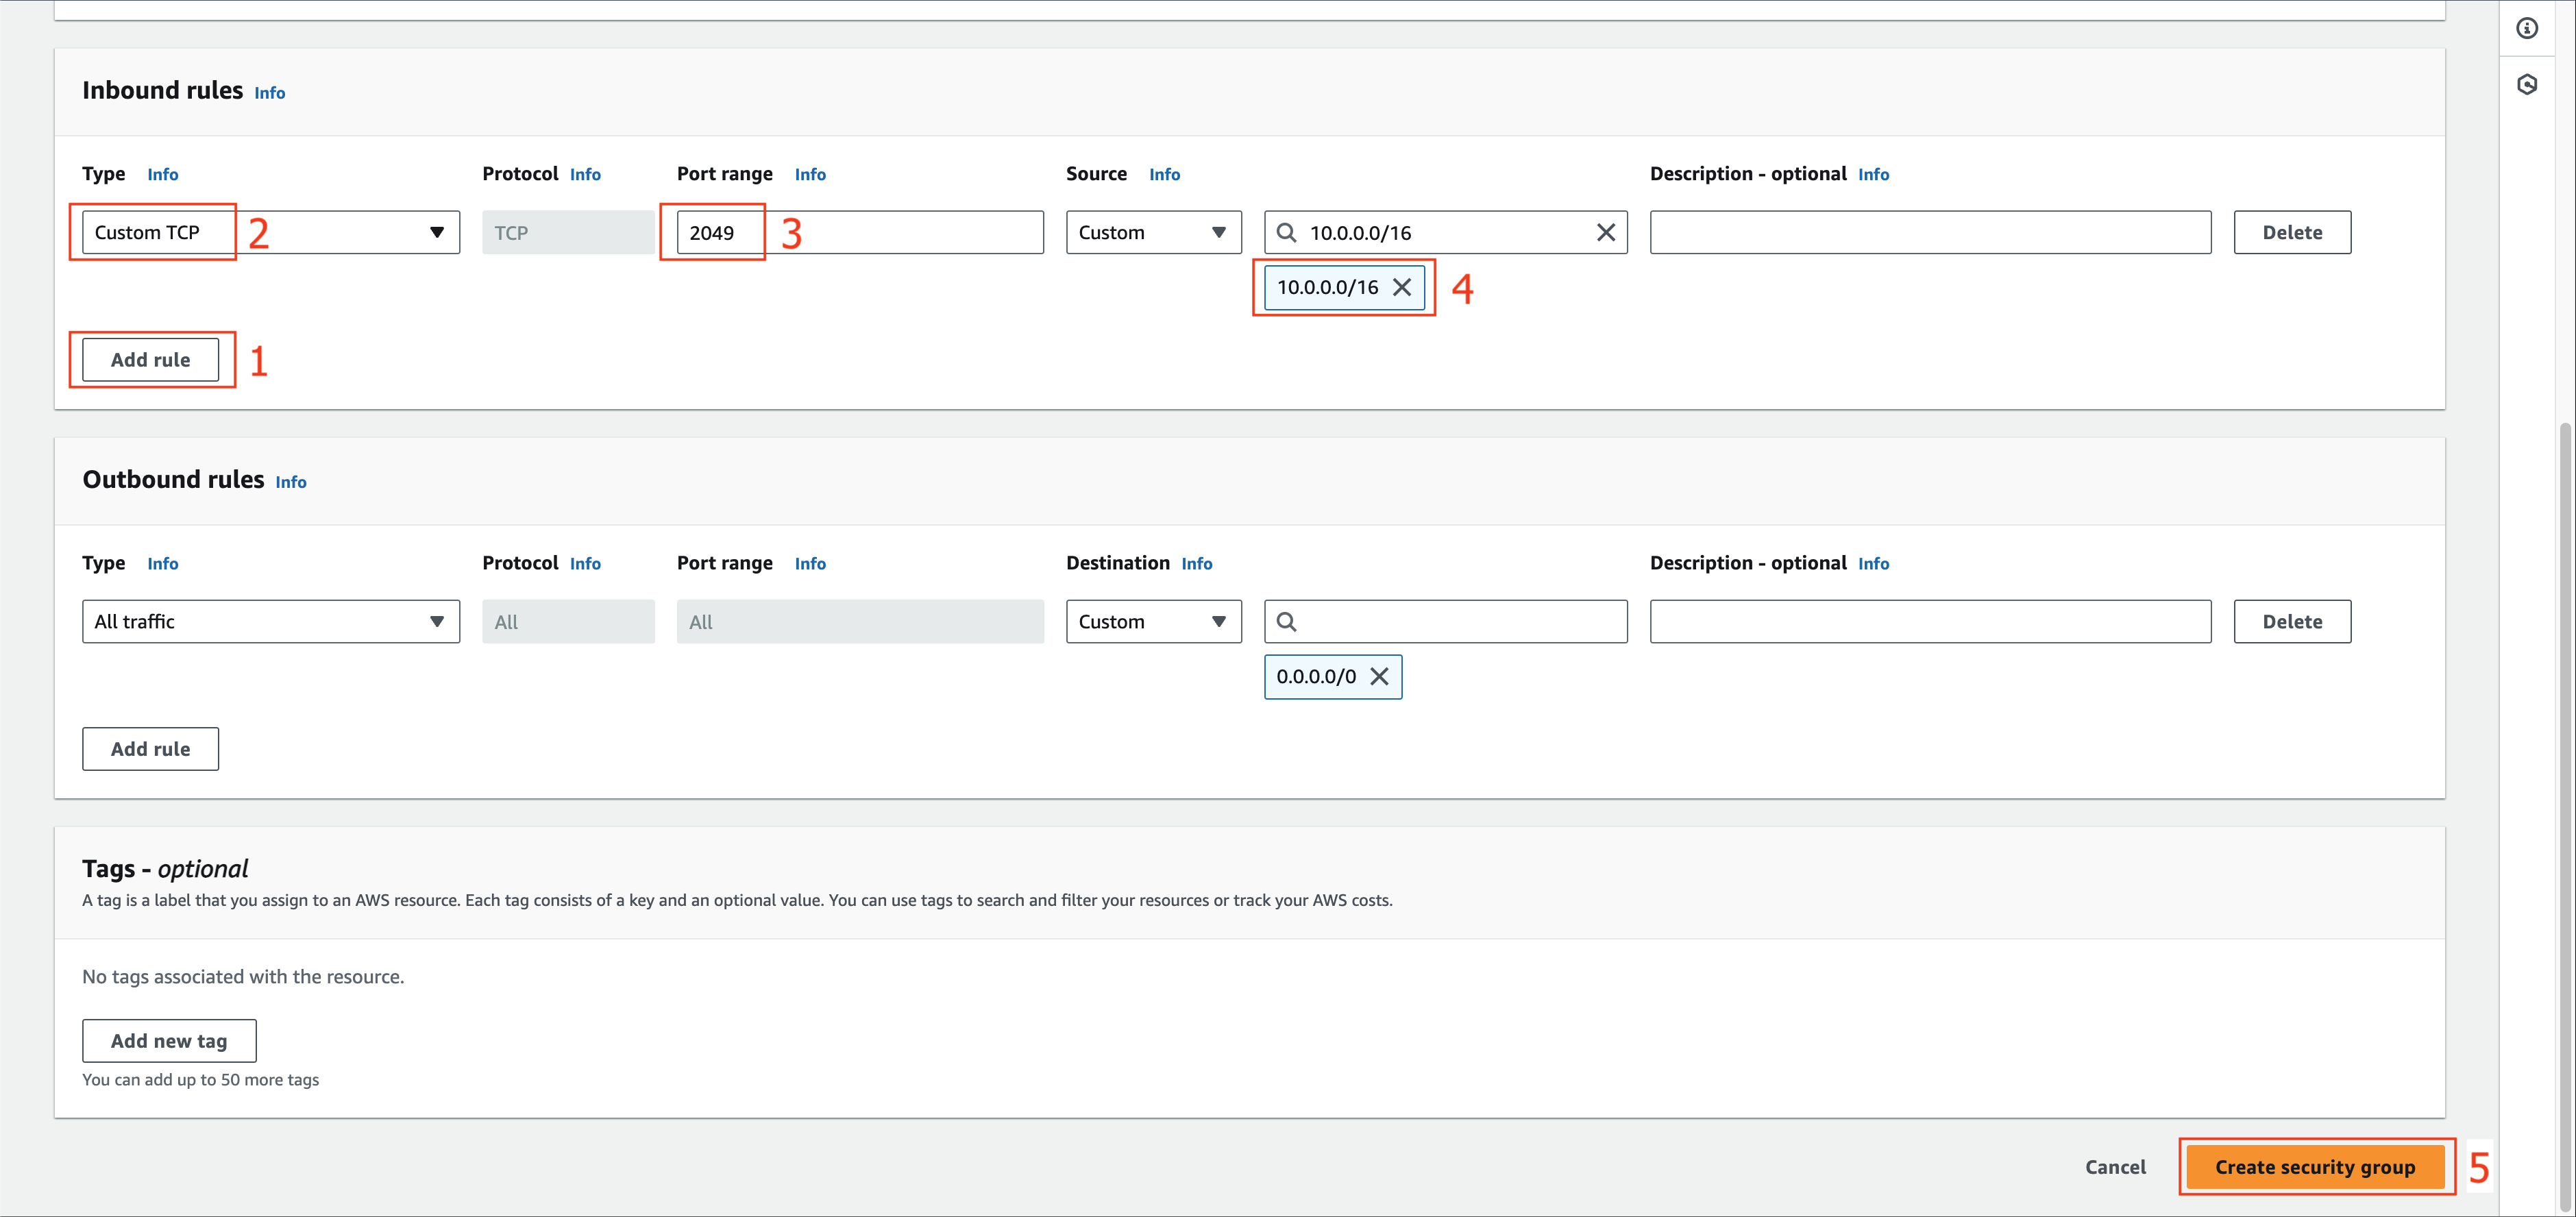 Inbound rules Info
Type Info Protocol Info Port range Info Source Info Description - optional Info
Custom TCP 2 TCP 2049 3 Custom 10.0.0.0/16 Delete
10.0.0.0/16 4
Add rule 1
Outbound rules Info
Type Info Protocol Info Port range Info Destination Info Description - optional Info
All traffic All All Custom Delete
0.0.0.0/0
Add rule
Tags - optional
A tag is a label that you assign to an AWS resource. Each tag consists of a key and an optional value. You can use tags to search and filter your resources or track your AWS costs.
No tags associated with the resource.
Add new tag
You can add up to 50 more tags
Cancel Create security group 5